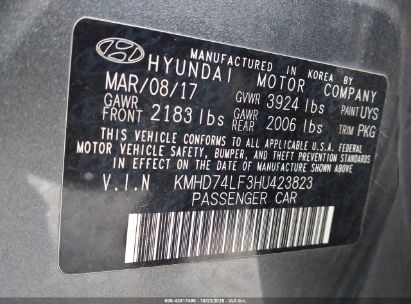 MANUFACTURED IN KOREA BY
HYUNDAI MOTOR COMPANY
MAR/08/17 GVWR 3924 lbs PAINT UYS
GAWR FRONT 2183 lbs GAWR REAR 2006 lbs TRIM PKG
THIS VEHICLE CONFORMS TO ALL APPLICABLE FEDERAL
MOTOR VEHICLE SAFETY, BUMPER, AND THEFT PREVENTION STANDARDS
IN EFFECT ON THE DATE OF MANUFACTURE SHOWN ABOVE.
V.I.N KMHD74LF3HU423823
PASSENGER CAR